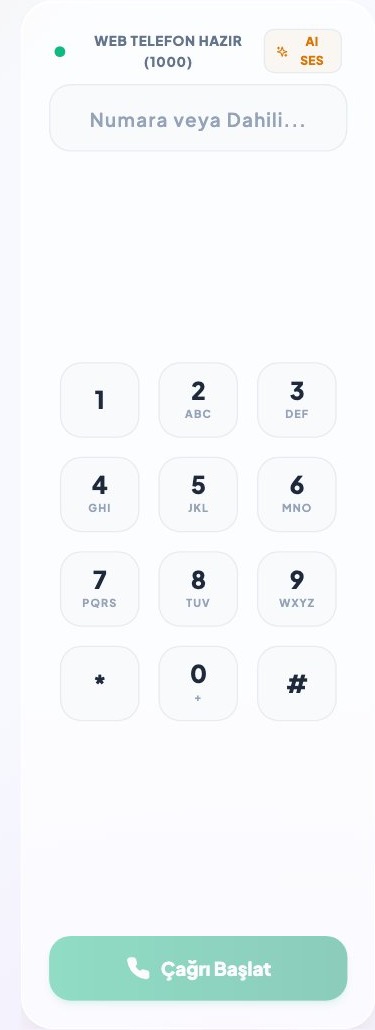 WEB TELEFON HAZIR
(1000)
AI
SES
Numara veya Dahili...
1
2
ABC
3
DEF
4
GHI
5
JKL
6
MNO
7
PQRS
8
TUV
9
WXYZ
*
0
+
#
Çağrı Başlat